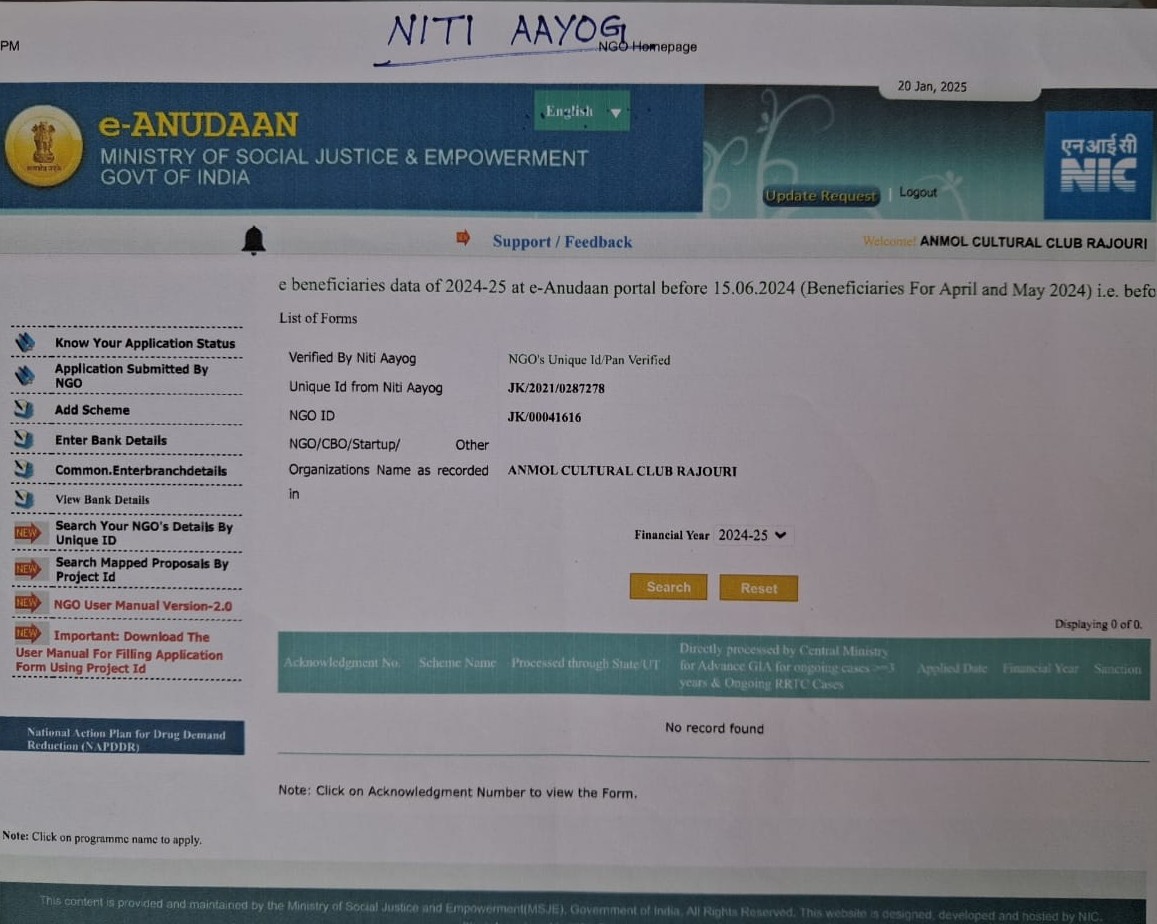 NITI AAYOG
PM
NGO Homepage
20 Jan, 2025
English
e-ANUDAAN
MINISTRY OF SOCIAL JUSTICE & EMPOWERMENT
GOVT OF INDIA
Update Request | Logout
एन आई सी
NIC
Support / Feedback
Welcome! ANMOL CULTURAL CLUB RAJOURI
e beneficiaries data of 2024-25 at e-Anudaan portal before 15.06.2024 (Beneficiaries For April and May 2024) i.e. befo
List of Forms
Know Your Application Status
Application Submitted By
NGO
Add Scheme
Enter Bank Details
Common.Enterbranchdetails
View Bank Details
NEW Search Your NGO's Details By
Unique ID
NEW Search Mapped Proposals By
Project Id
NEW NGO User Manual Version-2.0
NEW Important: Download The
User Manual For Filling Application
Form Using Project Id
National Action Plan for Drug Demand
Reduction (NAPDDR)
Note: Click on programme name to apply.
Verified By Niti Aayog NGO's Unique Id/Pan Verified
Unique Id from Niti Aayog JK/2021/0287278
NGO ID JK/00041616
NGO/CBO/Startup/ Other
Organizations Name as recorded ANMOL CULTURAL CLUB RAJOURI
in
Financial Year 2024-25
Search Reset
Displaying 0 of 0.
Acknowledgment No. Scheme Name Processed through State/UT
Directly processed by Central Ministry
for Advance GIA for ongoing cases >=3
years & Ongoing RRTC Cases
Applied Date Financial Year Sanction
No record found
Note: Click on Acknowledgment Number to view the Form.
This content is provided and maintained by the Ministry of Social Justice and Empowerment(MSJE), Government of India. All Rights Reserved. This website is designed, developed and hosted by NIC.